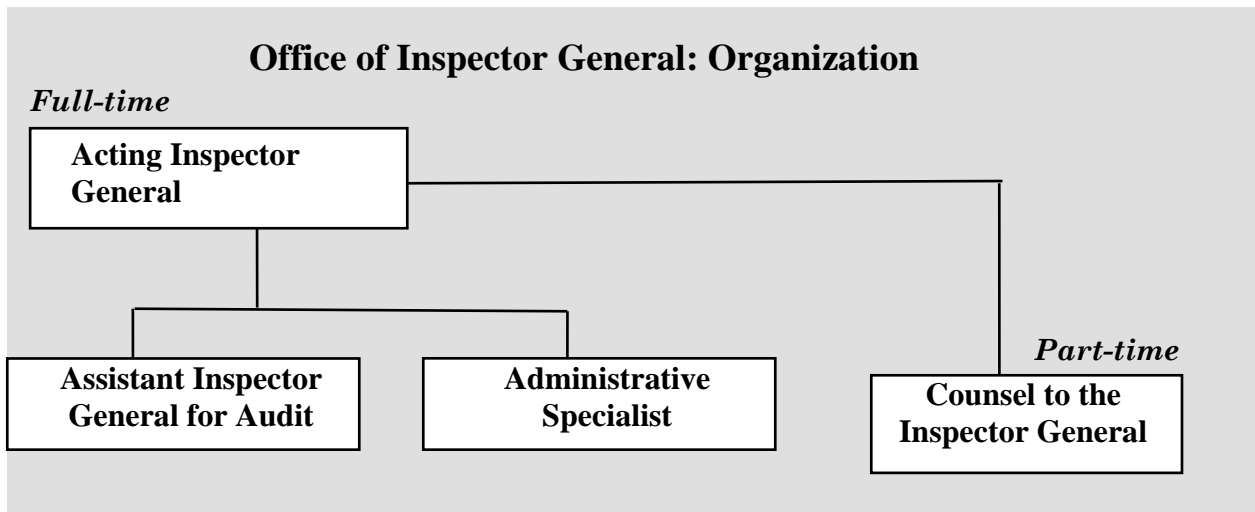 Office of Inspector General: Organization
Full-time
Acting Inspector
General
Assistant Inspector
General for Audit
Administrative
Specialist
Part-time
Counsel to the
Inspector General